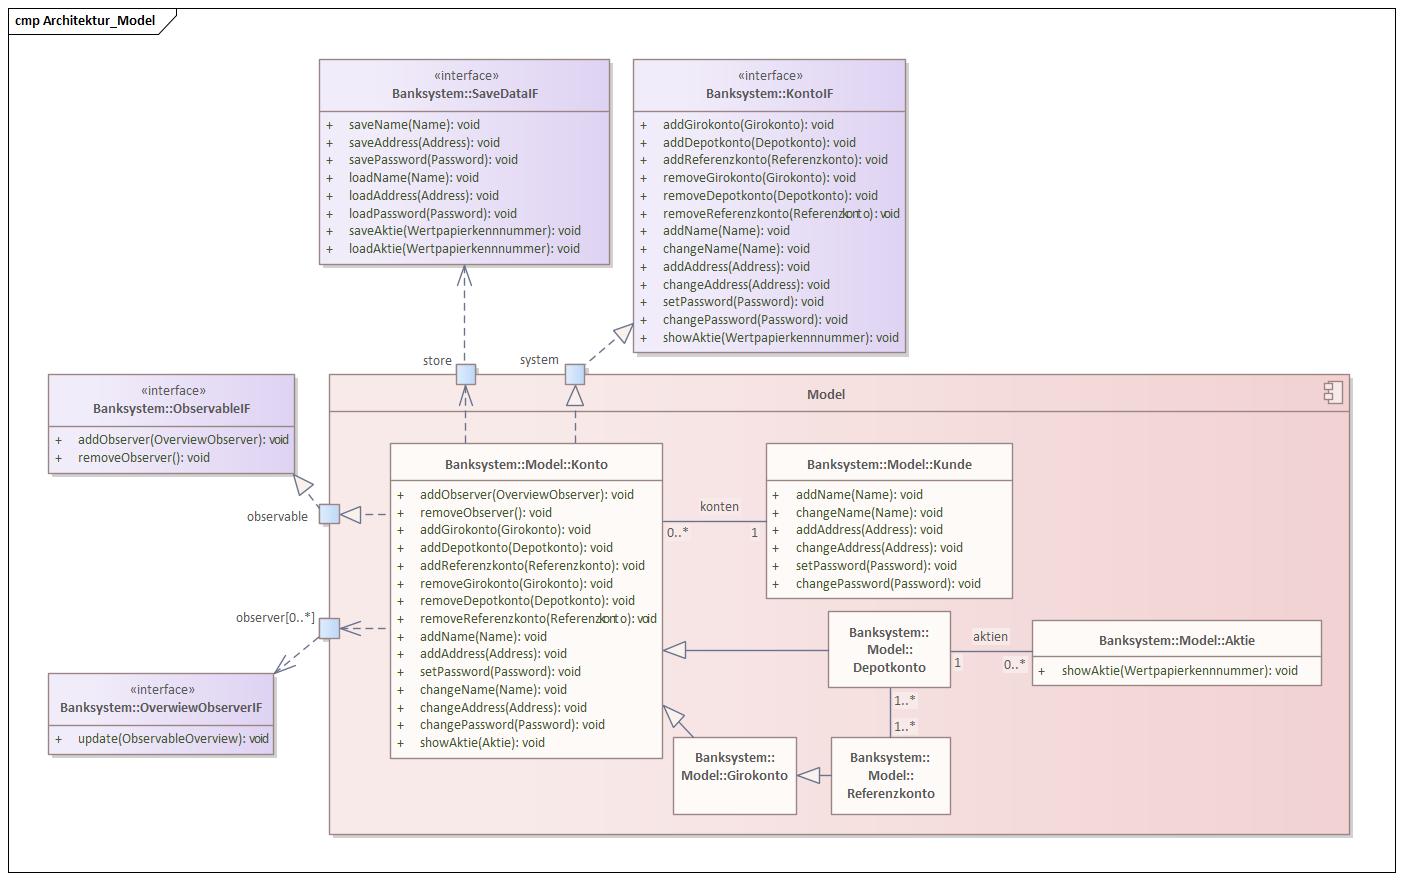 cmp Architektur_Model
«interface»
Banksystem::SaveDataIF
+ saveName(Name): void
+ saveAddress(Address): void
+ savePassword(Password): void
+ loadName(Name): void
+ loadAddress(Address): void
+ loadPassword(Password): void
+ saveAktie(Wertpapierkennnummer): void
+ loadAktie(Wertpapierkennnummer): void
«interface»
Banksystem::KontoIF
+ addGirokonto(Girokonto): void
+ addDepotkonto(Depotkonto): void
+ addReferenzkonto(Referenzkonto): void
+ removeGirokonto(Girokonto): void
+ removeDepotkonto(Depotkonto): void
+ removeReferenzkonto(Referenzkonto): void
+ addName(Name): void
+ changeName(Name): void
+ addAddress(Address): void
+ changeAddress(Address): void
+ setPassword(Password): void
+ changePassword(Password): void
+ showAktie(Wertpapierkennnummer): void
store
system
«interface»
Banksystem::ObservableIF
+ addObserver(OverviewObserver): void
+ removeObserver(): void
observable
observer[0..*]
«interface»
Banksystem::OverwiewObserverIF
+ update(ObservableOverview): void
Model
Banksystem::Model::Konto
+ addObserver(OverviewObserver): void
+ removeObserver(): void
+ addGirokonto(Girokonto): void
+ addDepotkonto(Depotkonto): void
+ addReferenzkonto(Referenzkonto): void
+ removeGirokonto(Girokonto): void
+ removeDepotkonto(Depotkonto): void
+ removeReferenzkonto(Referenzkonto): void
+ addName(Name): void
+ addAddress(Address): void
+ setPassword(Password): void
+ changeName(Name): void
+ changeAddress(Address): void
+ changePassword(Password): void
+ showAktie(Aktie): void
konten
0..*
1
Banksystem::Model::Kunde
+ addName(Name): void
+ changeName(Name): void
+ addAddress(Address): void
+ changeAddress(Address): void
+ setPassword(Password): void
+ changePassword(Password): void
Banksystem::
Model::
Depotkonto
aktien
1
0..*
Banksystem::Model::Aktie
+ showAktie(Wertpapierkennnummer): void
1..*
1..*
Banksystem::
Model::Girokonto
Banksystem::
Model::
Referenzkonto